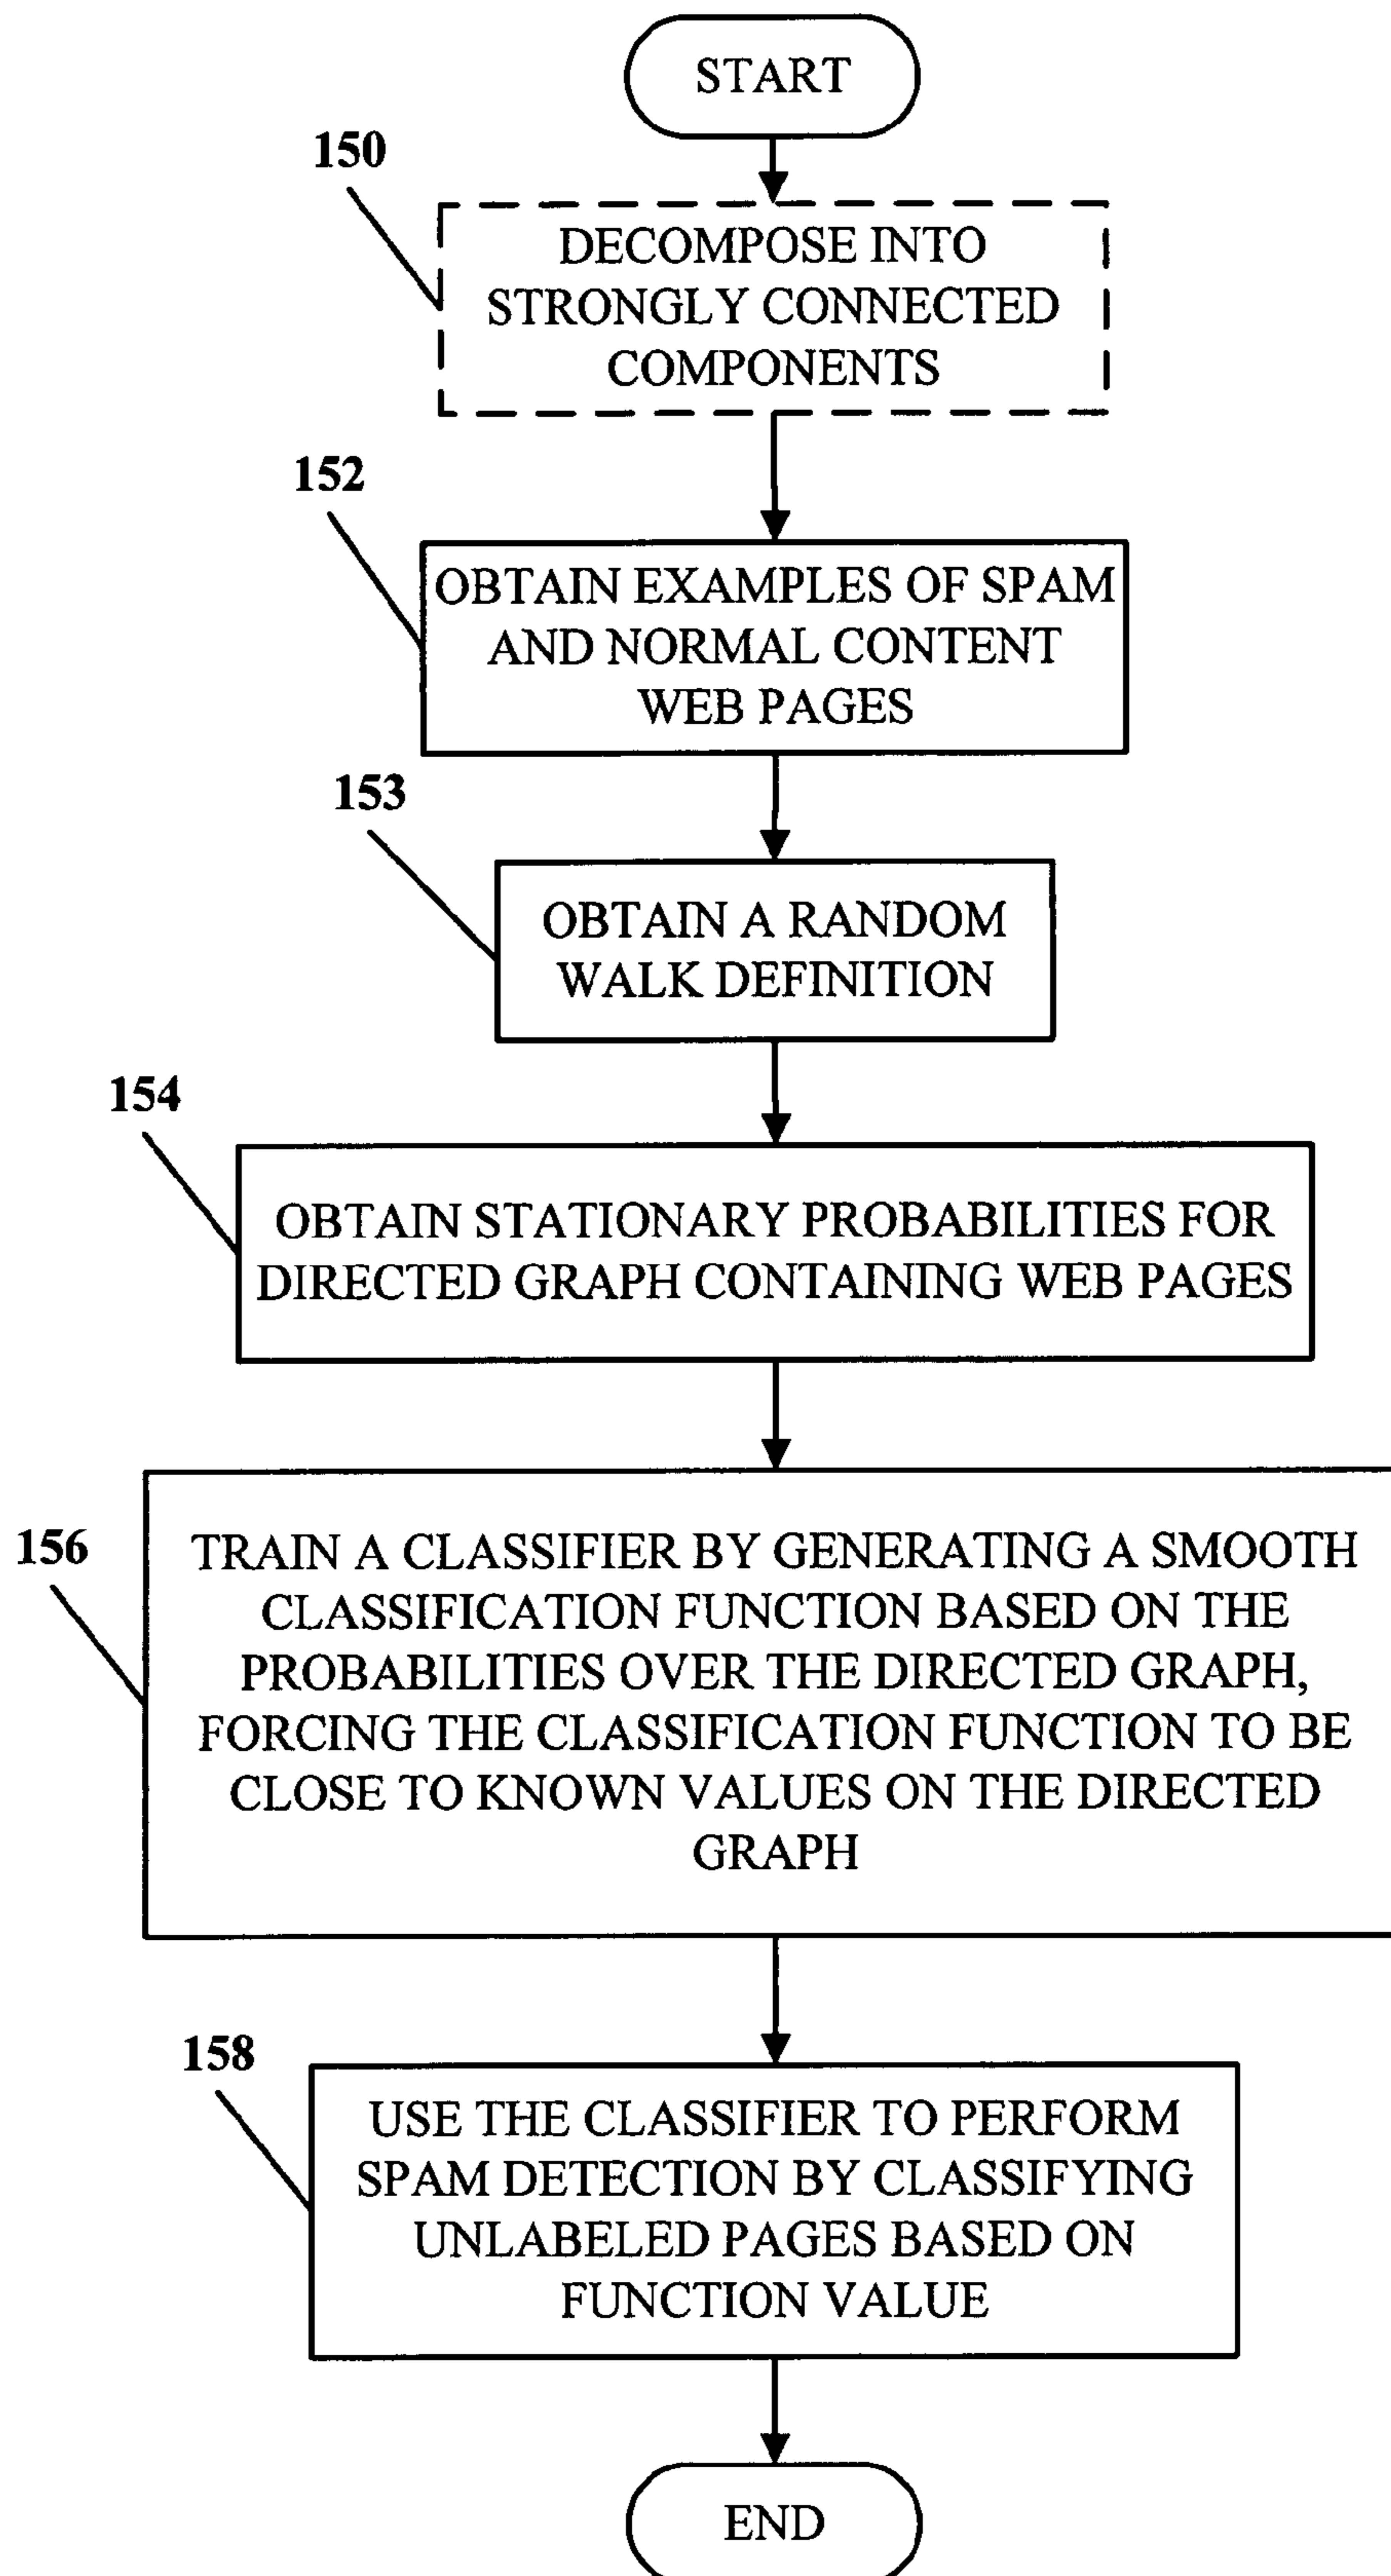 START
150
DECOMPOSE INTO
STRONGLY CONNECTED
COMPONENTS
152
OBTAIN EXAMPLES OF SPAM
AND NORMAL CONTENT
WEB PAGES
153
OBTAIN A RANDOM
WALK DEFINITION
154
OBTAIN STATIONARY PROBABILITIES FOR
DIRECTED GRAPH CONTAINING WEB PAGES
156
TRAIN A CLASSIFER BY GENERATING A SMOOTH
CLASSIFICATION FUNCTION BASED ON THE
PROBABILITIES OVER THE DIRECTED GRAPH,
FORCING THE CLASSIFICATION FUNCTION TO BE
CLOSE TO KNOWN VALUES ON THE DIRECTED
GRAPH
158
USE THE CLASSIFIER TO PERFORM
SPAM DETECTION BY CLASSIFYING
UNLABELED PAGES BASED ON
FUNCTION VALUE
END